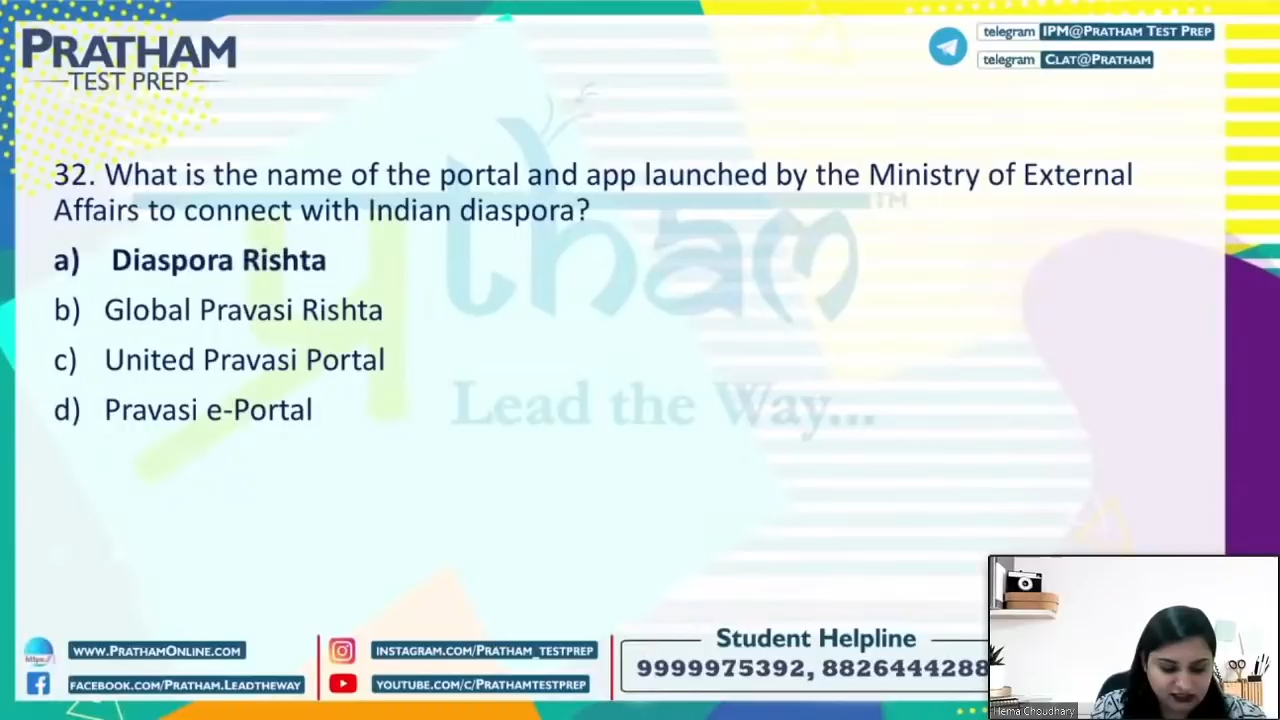 PRATHAM
TEST PREP
telegram IPM@PRATHAM TEST PREP
telegram CLAT@PRATHAM
32. What is the name of the portal and app launched by the Ministry of External
Affairs to connect with Indian diaspora?
a) Diaspora Rishta
b) Global Pravasi Rishta
c) United Pravasi Portal
d) Pravasi e-Portal
प्रtham TM
Lead the Way...
https://
WWW.PRATHAMONLINE.COM
FACEBOOK.COM/PRATHAM.LEADTHEWAY
INSTAGRAM.COM/PRATHAM_TESTPREP
YOUTUBE.COM/C/PRATHAMTESTPREP
Student Helpline
9999975392, 8826444288
Hema Choudhary